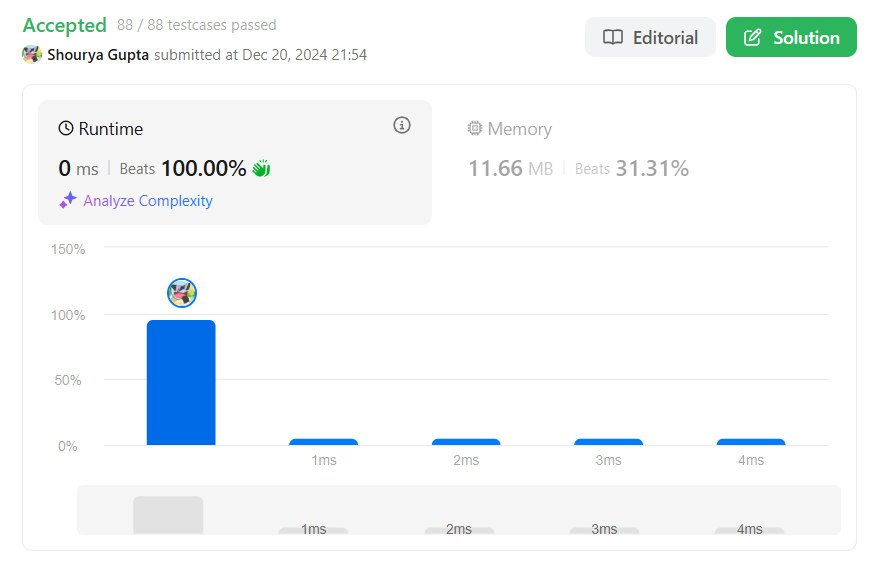 Accepted 88 / 88 testcases passed
Shourya Gupta submitted at Dec 20, 2024 21:54
Editorial
Solution
Runtime
0 ms | Beats 100.00%
Analyze Complexity
Memory
11.66 MB | Beats 31.31%
150%
100%
50%
0%
1ms 2ms 3ms 4ms
1ms 2ms 3ms 4ms